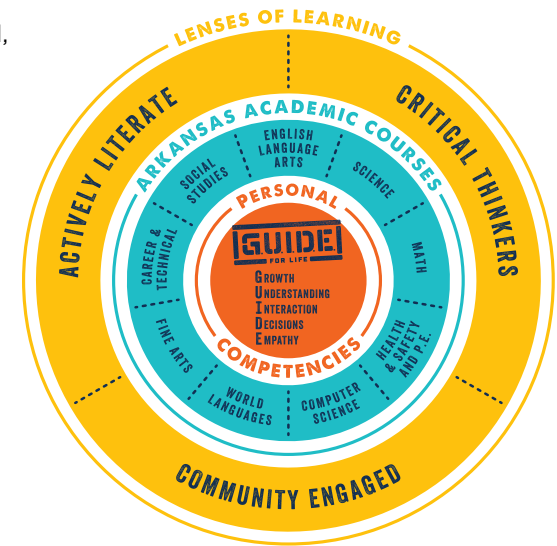 l,
LENSES OF LEARNING
ACTIVELY LITERATE
CRITICAL THINKERS
COMMUNITY ENGAGED
ARKANSAS ACADEMIC COURSES
ENGLISH
LANGUAGE
ARTS
SCIENCE
MATH
HEALTH
& SAFETY
AND P.E.
COMPUTER
SCIENCE
WORLD
LANGUAGES
FINE ARTS
CAREER &
TECHNICAL
SOCIAL
STUDIES
PERSONAL
COMPETENCIES
GUIDE
FOR LIFE
GROWTH
UNDERSTANDING
INTERACTION
DECISIONS
EMPATHY